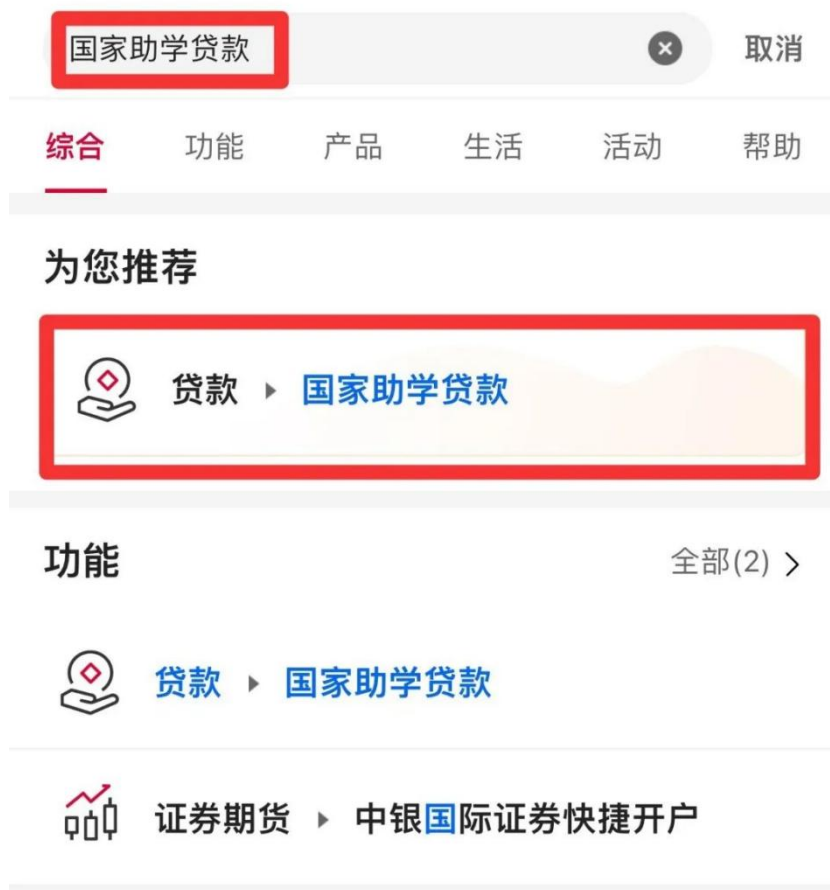 国家助学贷款 取消
综合 功能 产品 生活 活动 帮助
为您推荐
贷款 国家助学贷款
功能 全部(2)
贷款 国家助学贷款
证券期货 中银国际证券快捷开户